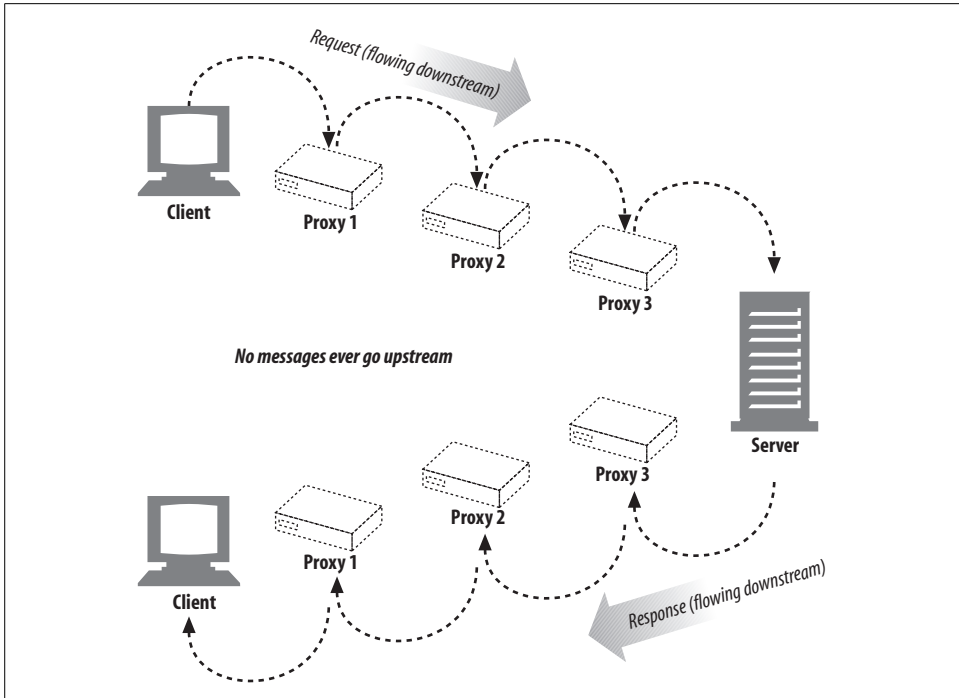 Request (flowing downstream)
Client
Proxy 1
Proxy 2
Proxy 3
Server
No messages ever go upstream
Proxy 3
Proxy 2
Proxy 1
Client
Response (flowing downstream)